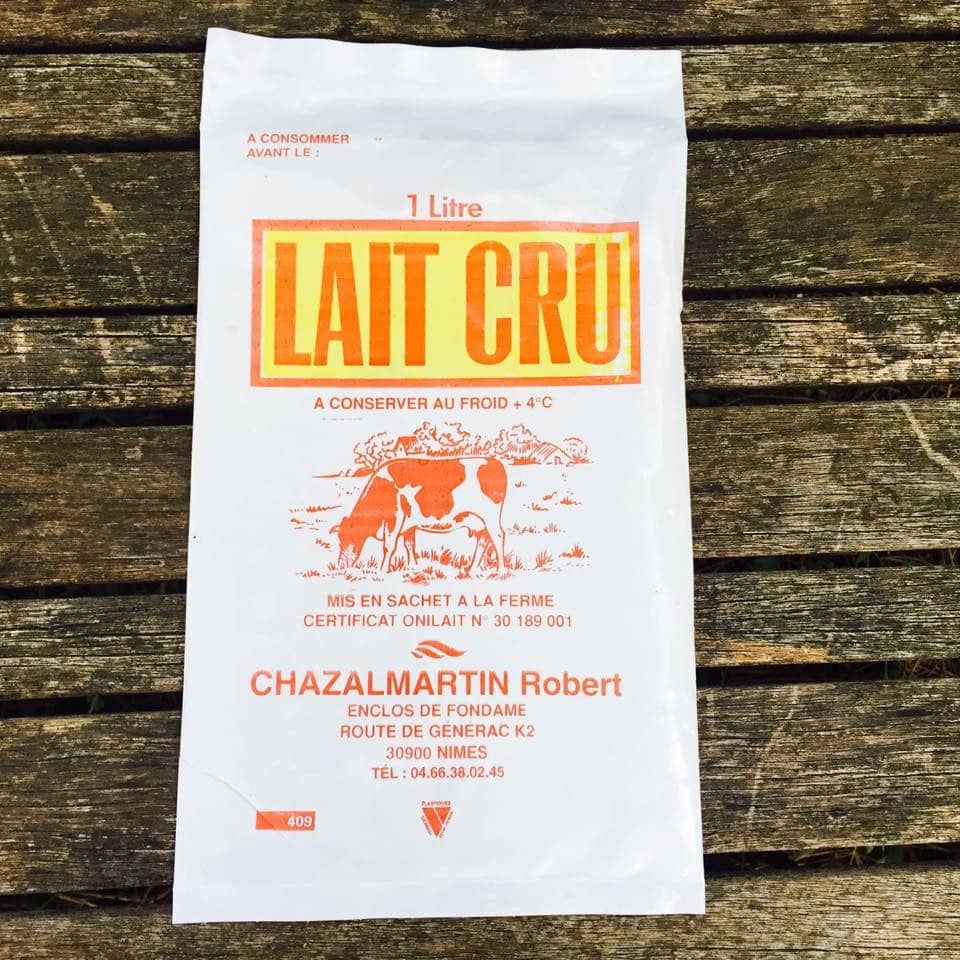 A CONSOMMER
AVANT LE :
1 Litre
LAIT CRU
A CONSERVER AU FROID + 4°C
MIS EN SACHET A LA FERME
CERTIFICAT ONILAIT N° 30 189 001
CHAZALMARTIN Robert
ENCLOS DE FONDAME
ROUTE DE GÉNÉRAC K2
30900 NIMES
TÉL : 04.66.38.02.45
409
PLASTIQUES